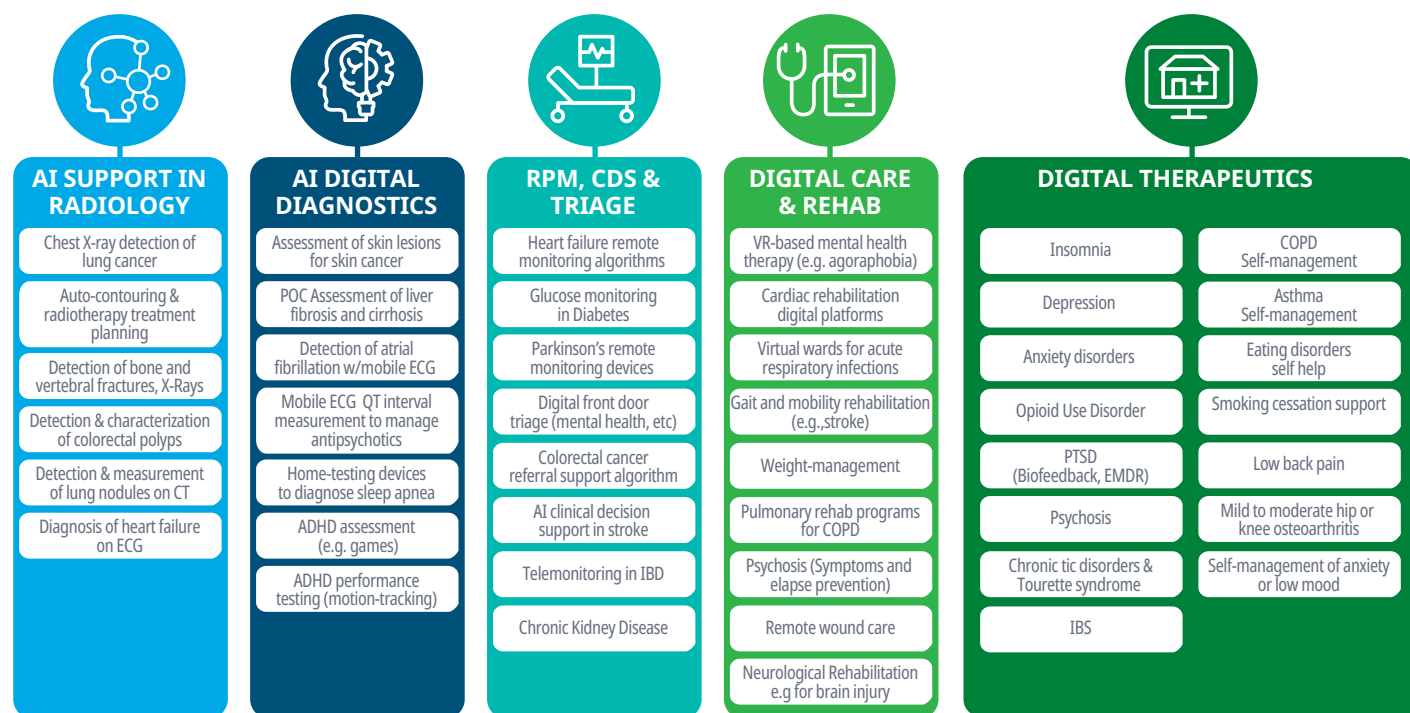 AI SUPPORT IN
RADIOLOGY
Chest X-ray detection of
lung cancer
Auto-contouring &
radiotherapy treatment
planning
Detection of bone and
vertebral fractures, X-Rays
Detection & characterization
of colorectal polyps
Detection & measurement
of lung nodules on CT
Diagnosis of heart failure
on ECG
AI DIGITAL
DIAGNOSTICS
Assessment of skin lesions
for skin cancer
POC Assessment of liver
fibrosis and cirrhosis
Detection of atrial
fibrillation w/mobile ECG
Mobile ECG QT interval
measurement to manage
antipsychotics
Home-testing devices
to diagnose sleep apnea
ADHD assessment
(e.g. games)
ADHD performance
testing (motion-tracking)
RPM, CDS &
TRIAGE
Heart failure remote
monitoring algorithms
Glucose monitoring
in Diabetes
Parkinson's remote
monitoring devices
Digital front door
triage (mental health, etc)
Colorectal cancer
referral support algorithm
AI clinical decision
support in stroke
Telemonitoring in IBD
Chronic Kidney Disease
DIGITAL CARE
& REHAB
VR-based mental health
therapy (e.g. agoraphobia)
Cardiac rehabilitation
digital platforms
Virtual wards for acute
respiratory infections
Gait and mobility rehabilitation
(e.g.,stroke)
Weight-management
Pulmonary rehab programs
for COPD
Psychosis (Symptoms and
elapse prevention)
Remote wound care
Neurological Rehabilitation
e.g for brain injury
DIGITAL THERAPEUTICS
Insomnia
Depression
Anxiety disorders
Opioid Use Disorder
PTSD
(Biofeedback, EMDR)
Psychosis
Chronic tic disorders &
Tourette syndrome
IBS
COPD
Self-management
Asthma
Self-management
Eating disorders
self help
Smoking cessation support
Low back pain
Mild to moderate hip or
knee osteoarthritis
Self-management of anxiety
or low mood